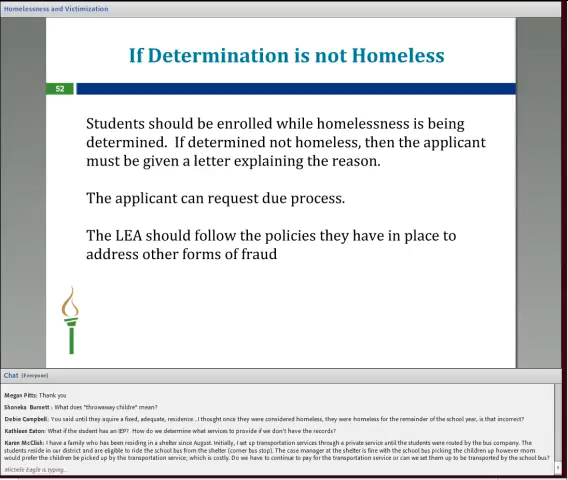 Homelessness and Victimization
If Determination is not Homeless
52
Students should be enrolled while homelessness is being
determined. If determined not homeless, then the applicant
must be given a letter explaining the reason.
The applicant can request due process.
The LEA should follow the policies they have in place to
address other forms of fraud
Chat (Everyone)
Megan Pitts: Thank you
Shoneka Burnett : What does "throwaway childre" mean?
Debie Campbell: You said until they aquire a fixed, adequate, residence...I thought once they were considered homeless, they were homeless for the remainder of the school year, is that incorrect?
Kathleen Eaton: What if the student has an IEP? How do we determine what services to provide if we don't have the records?
Karen McClish: I have a family who has been residing in a shelter since August. Initially, I set up transportation services through a private service until the students were routed by the bus company. The
students reside in our district and are eligible to ride the school bus from the shelter (corner bus stop). The case manager at the shelter is fine with the school bus picking the children up however mom
would prefer the children be picked up by the transportation service; which is costly. Do we have to continue to pay for the transportation service or can we set them up to be transported by the school bus?
Michele Eagle is typing...